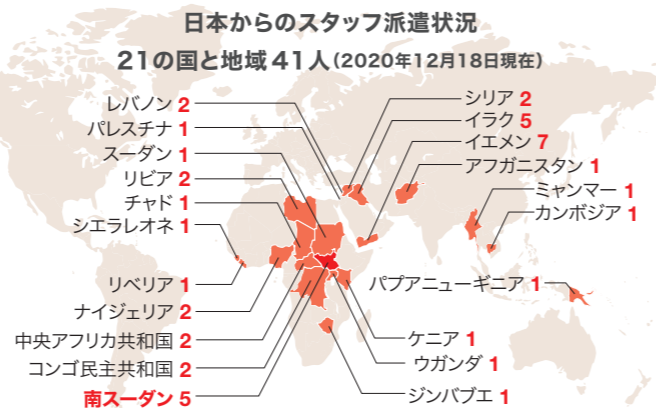 日本からのスタッフ派遣状況
21の国と地域 41人(2020年12月18日現在)
レバノン 2
パレスチナ 1
スーダン 1
リビア 2
チャド 1
シエラレオネ 1
リベリア 1
ナイジェリア 2
中央アフリカ共和国 2
コンゴ民主共和国 2
南スーダン 5
シリア 2
イラク 5
イエメン 7
アフガニスタン 1
ミャンマー 1
カンボジア 1
パプアニューギニア 1
ケニア 1
ウガンダ 1
ジンバブエ 1